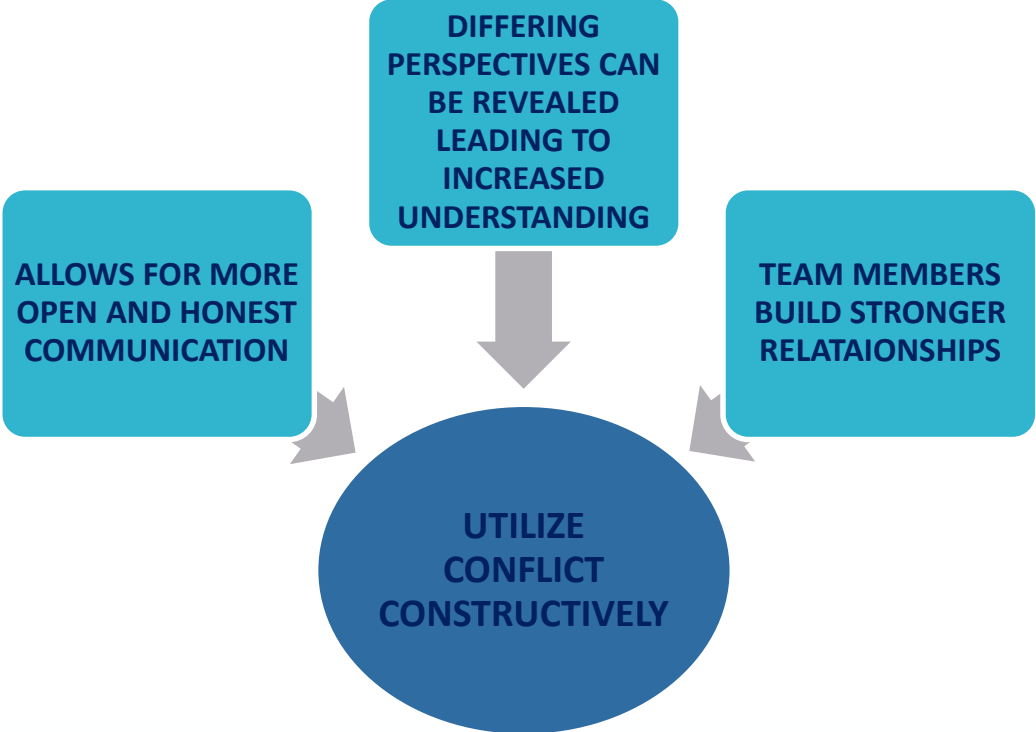 DIFFERING
PERSPECTIVES CAN
BE REVEALED
LEADING TO
INCREASED
UNDERSTANDING
ALLOWS FOR MORE
OPEN AND HONEST
COMMUNICATION
TEAM MEMBERS
BUILD STRONGER
RELATAIONSHIPS
UTILIZE
CONFLICT
CONSTRUCTIVELY